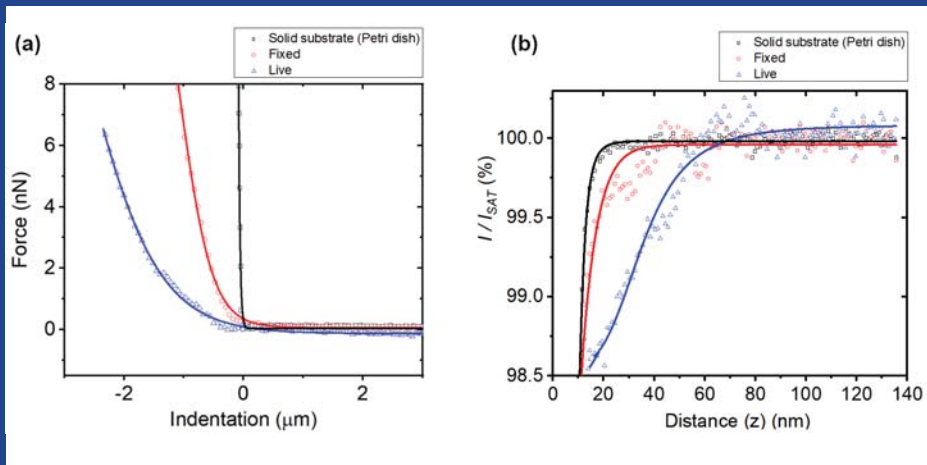 (a)
Solid substrate (Petri dish)
Fixed
Live
8
6
4
2
0
Force (nN)
-2
0
2
Indentation (μm)
(b)
Solid substrate (Petri dish)
Fixed
Live
100.0
99.5
99.0
98.5
I / I_SAT (%)
0
20
40
60
80
100
120
140
Distance (z) (nm)